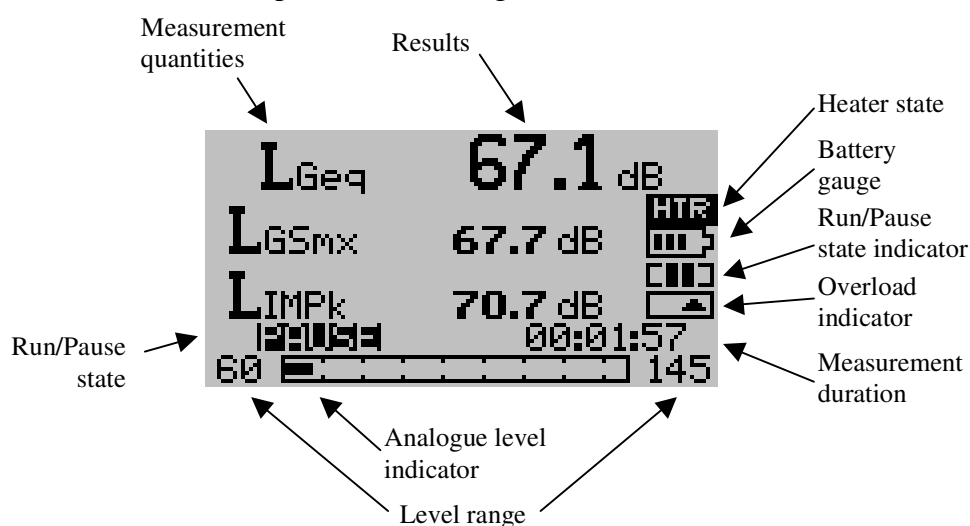 Measurement
quantities
Results
Heater state
Battery
gauge
Run/Pause
state indicator
Overload
indicator
Measurement
duration
LGeq 67.1 dB
HTR
LGSmx 67.7 dB
LIMPk 70.7 dB
PAUSE 00:01:57
60 145
Run/Pause
state
Analogue level
indicator
Level range